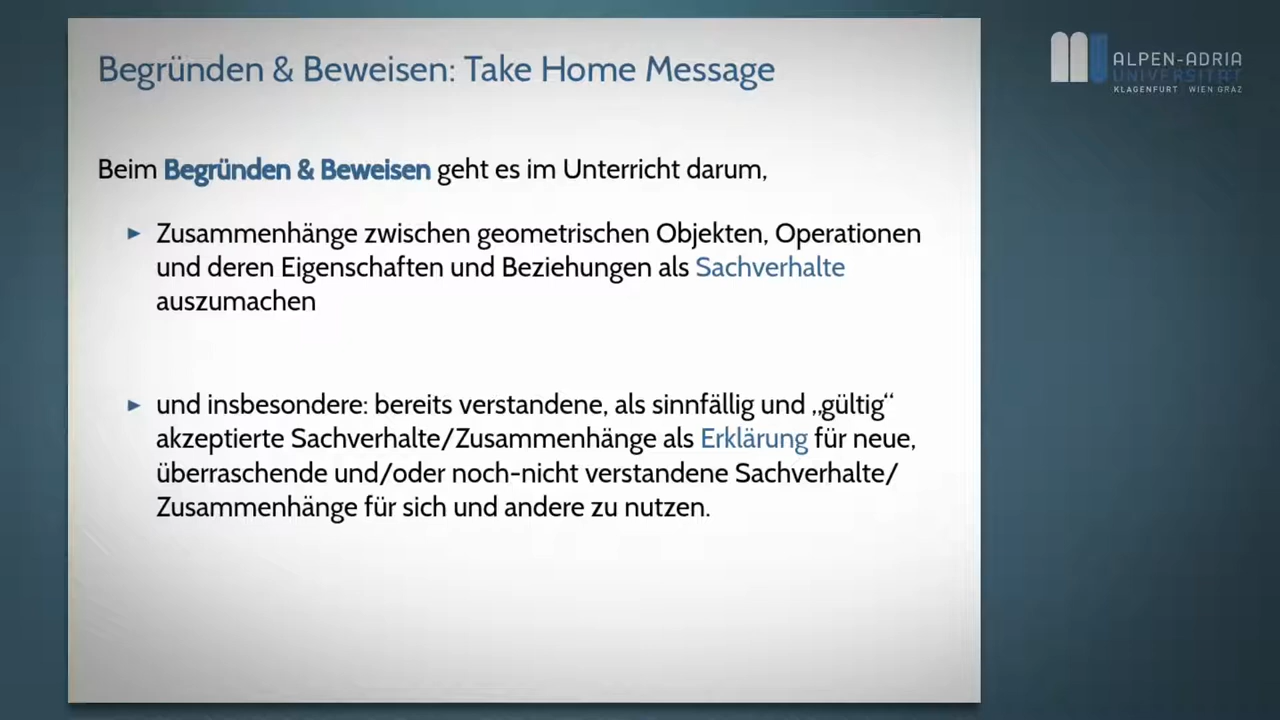 Begründen & Beweisen: Take Home Message
ALPEN-ADRIA
UNIVERSITÄT
KLAGENFURT WIEN GRAZ
Beim Begründen & Beweisen geht es im Unterricht darum,
Zusammenhänge zwischen geometrischen Objekten, Operationen
und deren Eigenschaften und Beziehungen als Sachverhalte
auszumachen
und insbesondere: bereits verstandene, als sinnfällig und „gültig“
akzeptierte Sachverhalte/Zusammenhänge als Erklärung für neue,
überraschende und/oder noch-nicht verstandene Sachverhalte/
Zusammenhänge für sich und andere zu nutzen.